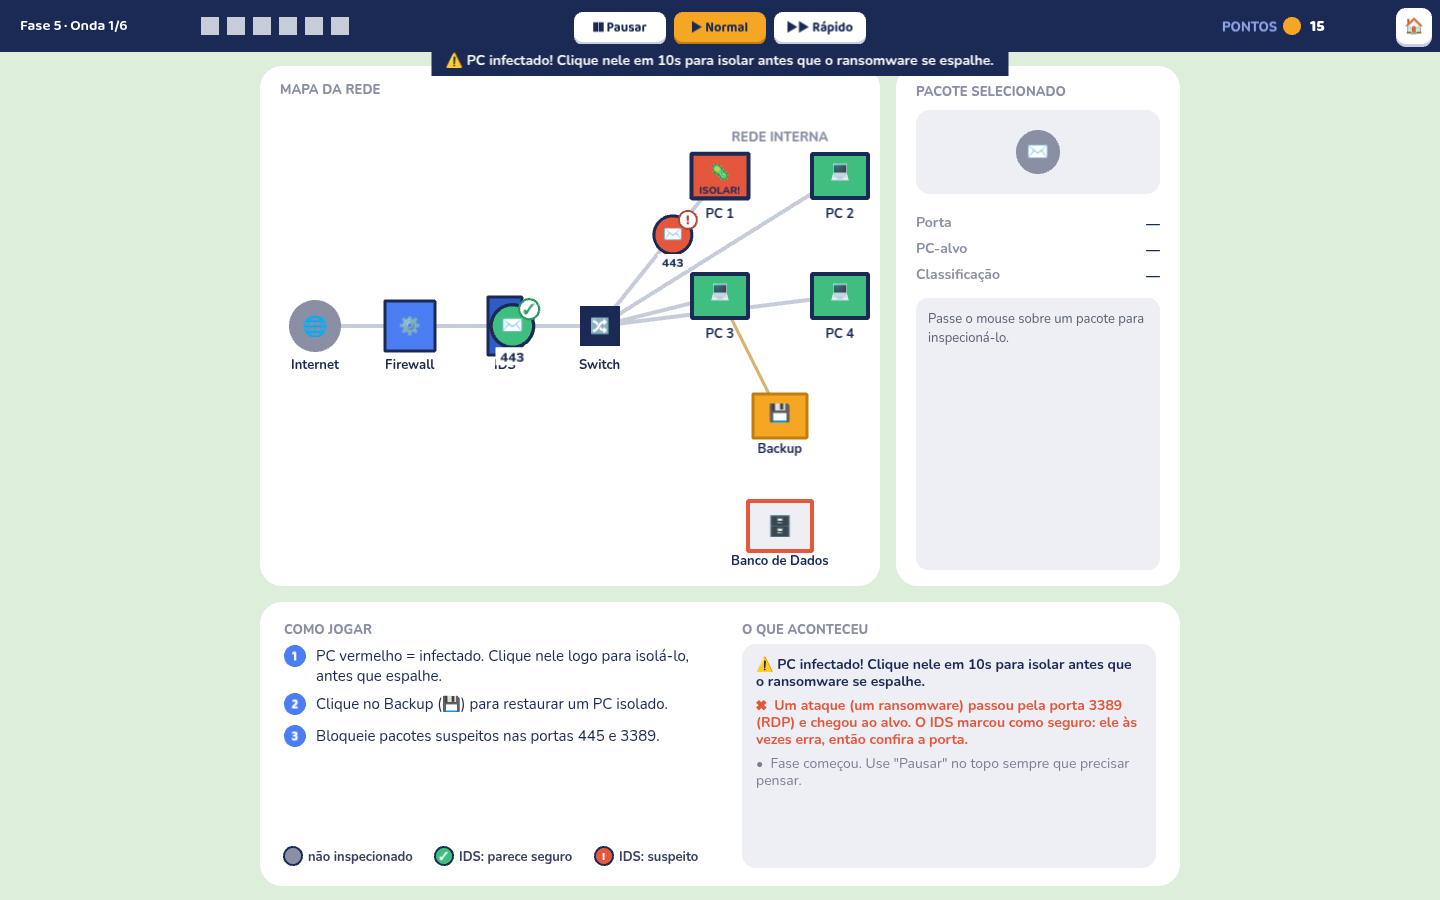 Fase 5 · Onda 1/6
Pausar
Normal
Rápido
PONTOS 15
⚠️ PC infectado! Clique nele em 10s para isolar antes que o ransomware se espalhe.
MAPA DA REDE
REDE INTERNA
ISOLAR!
PC 1
PC 2
443
PC 3
PC 4
Internet
Firewall
443
IDS
Switch
Backup
Banco de Dados
PACOTE SELECIONADO
Porta —
PC-alvo —
Classificação —
Passe o mouse sobre um pacote para
inspecioná-lo.
COMO JOGAR
1 PC vermelho = infectado. Clique nele logo para isolá-lo,
antes que espalhe.
2 Clique no Backup (💾) para restaurar um PC isolado.
3 Bloqueie pacotes suspeitos nas portas 445 e 3389.
não inspecionado
IDS: parece seguro
IDS: suspeito
O QUE ACONTECEU
⚠️ PC infectado! Clique nele em 10s para isolar antes que
o ransomware se espalhe.
✖ Um ataque (um ransomware) passou pela porta 3389
(RDP) e chegou ao alvo. O IDS marcou como seguro: ele às
vezes erra, então confira a porta.
• Fase começou. Use "Pausar" no topo sempre que precisar
pensar.